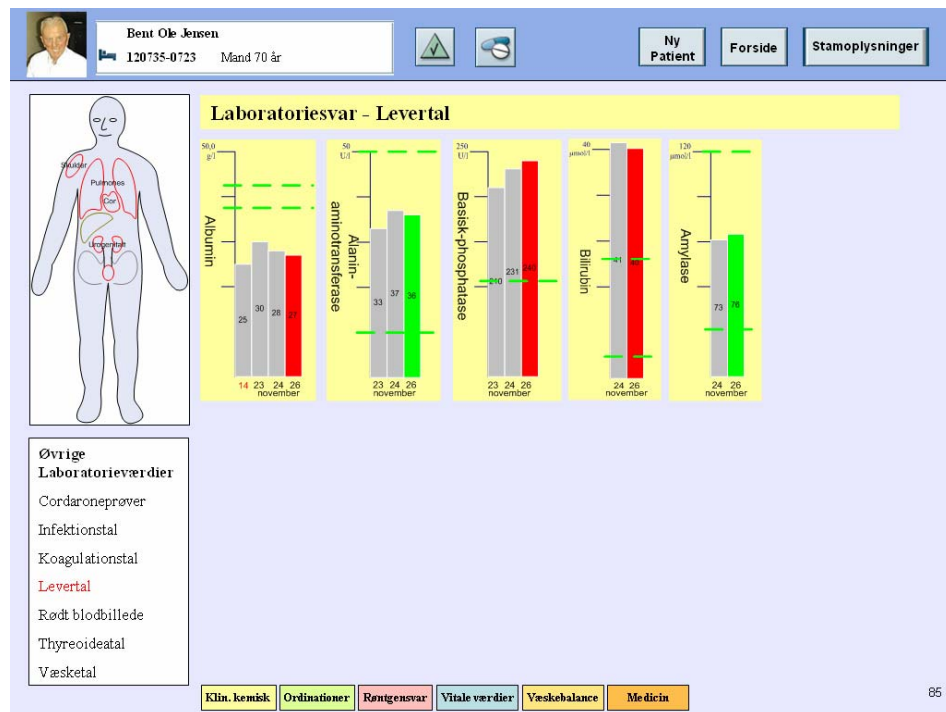 Bent Ole Jensen
120735-0723 Mand 70 år
Ny
Patient
Forside
Stamoplysninger
Laboratoriesvar - Levertal
Skulder
Pulmones
Cor
Urogenitalt
50,0
g/l
Albumin
25
30
28
27
14 23 24 26
november
50
U/l
Alanin-
aminotransferase
33
37
36
23 24 26
november
250
U/l
Basisk-phosphatase
210
231
240
23 24 26
november
40
µmol/l
Bilirubin
41
40
24 26
november
120
µmol/l
Amylase
73
76
24 26
november
Øvrige
Laboratorieværdier
Cordaroneprøver
Infektionstal
Koagulationstal
Levertal
Rødt blodbillede
Thyreoideatal
Væsketal
Klin. kemisk
Ordinationer
Røntgensvar
Vitale værdier
Væskebalance
Medicin
85